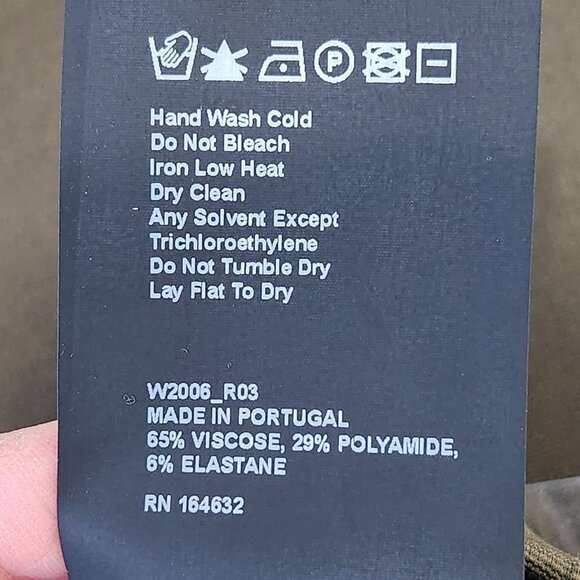 P
Hand Wash Cold
Do Not Bleach
Iron Low Heat
Dry Clean
Any Solvent Except
Trichloroethylene
Do Not Tumble Dry
Lay Flat To Dry
W2006_R03
MADE IN PORTUGAL
65% VISCOSE, 29% POLYAMIDE,
6% ELASTANE
RN 164632